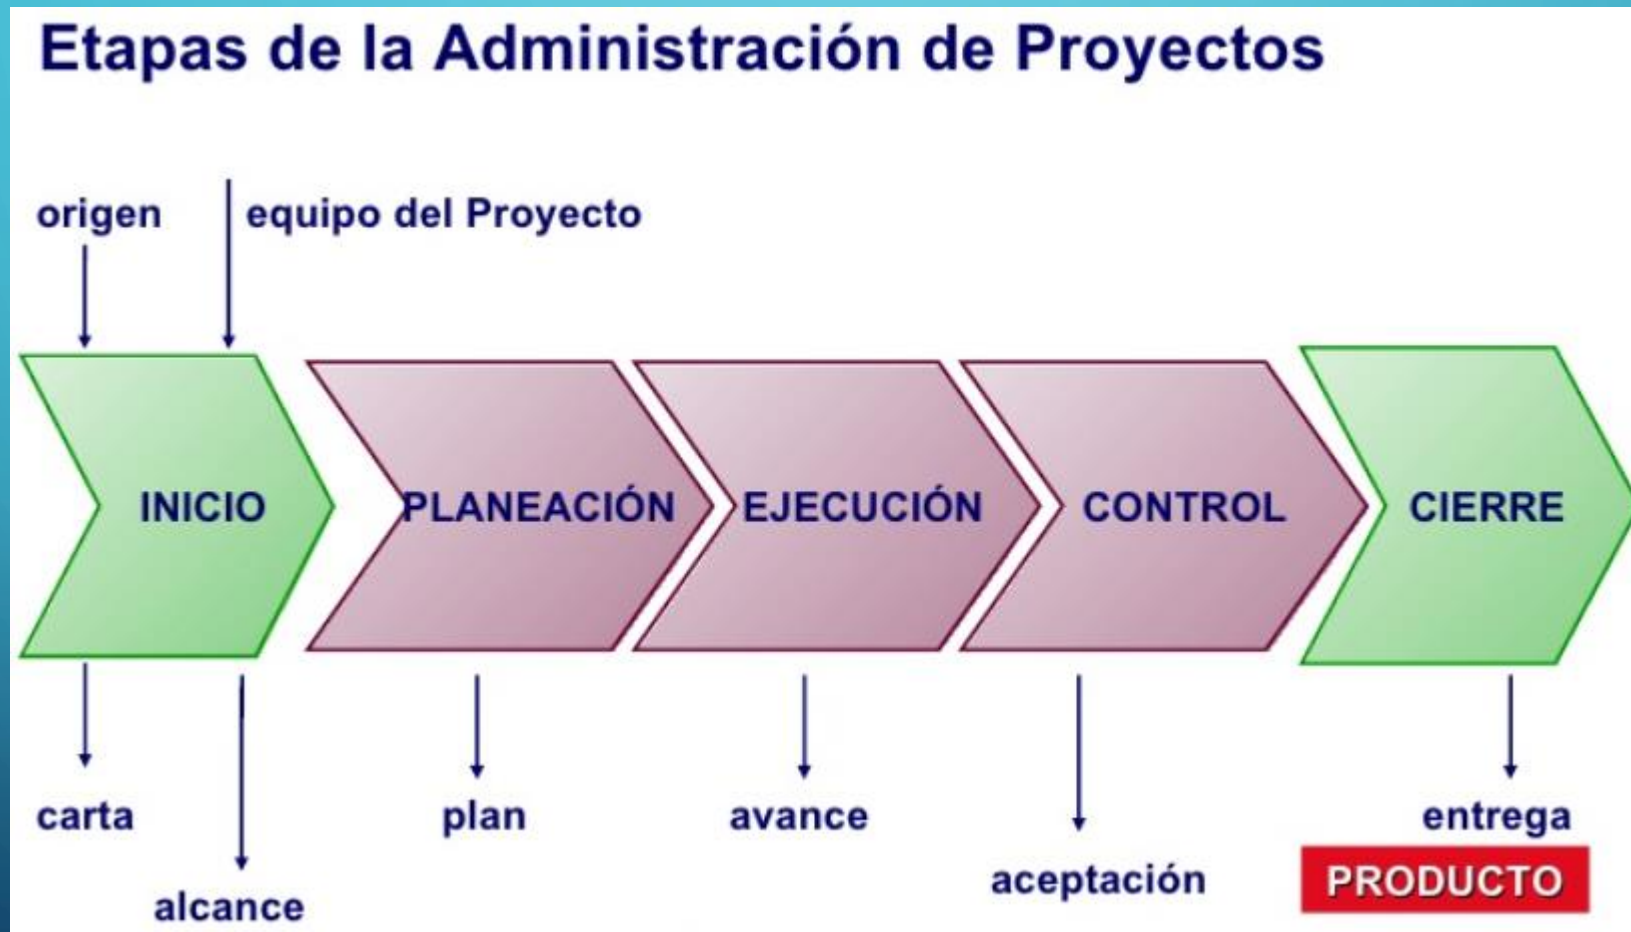 Etapas de la Administración de Proyectos
origen
equipo del Proyecto
INICIO
PLANEACIÓN
EJECUCIÓN
CONTROL
CIERRE
carta
alcance
plan
avance
aceptación
entrega
PRODUCTO